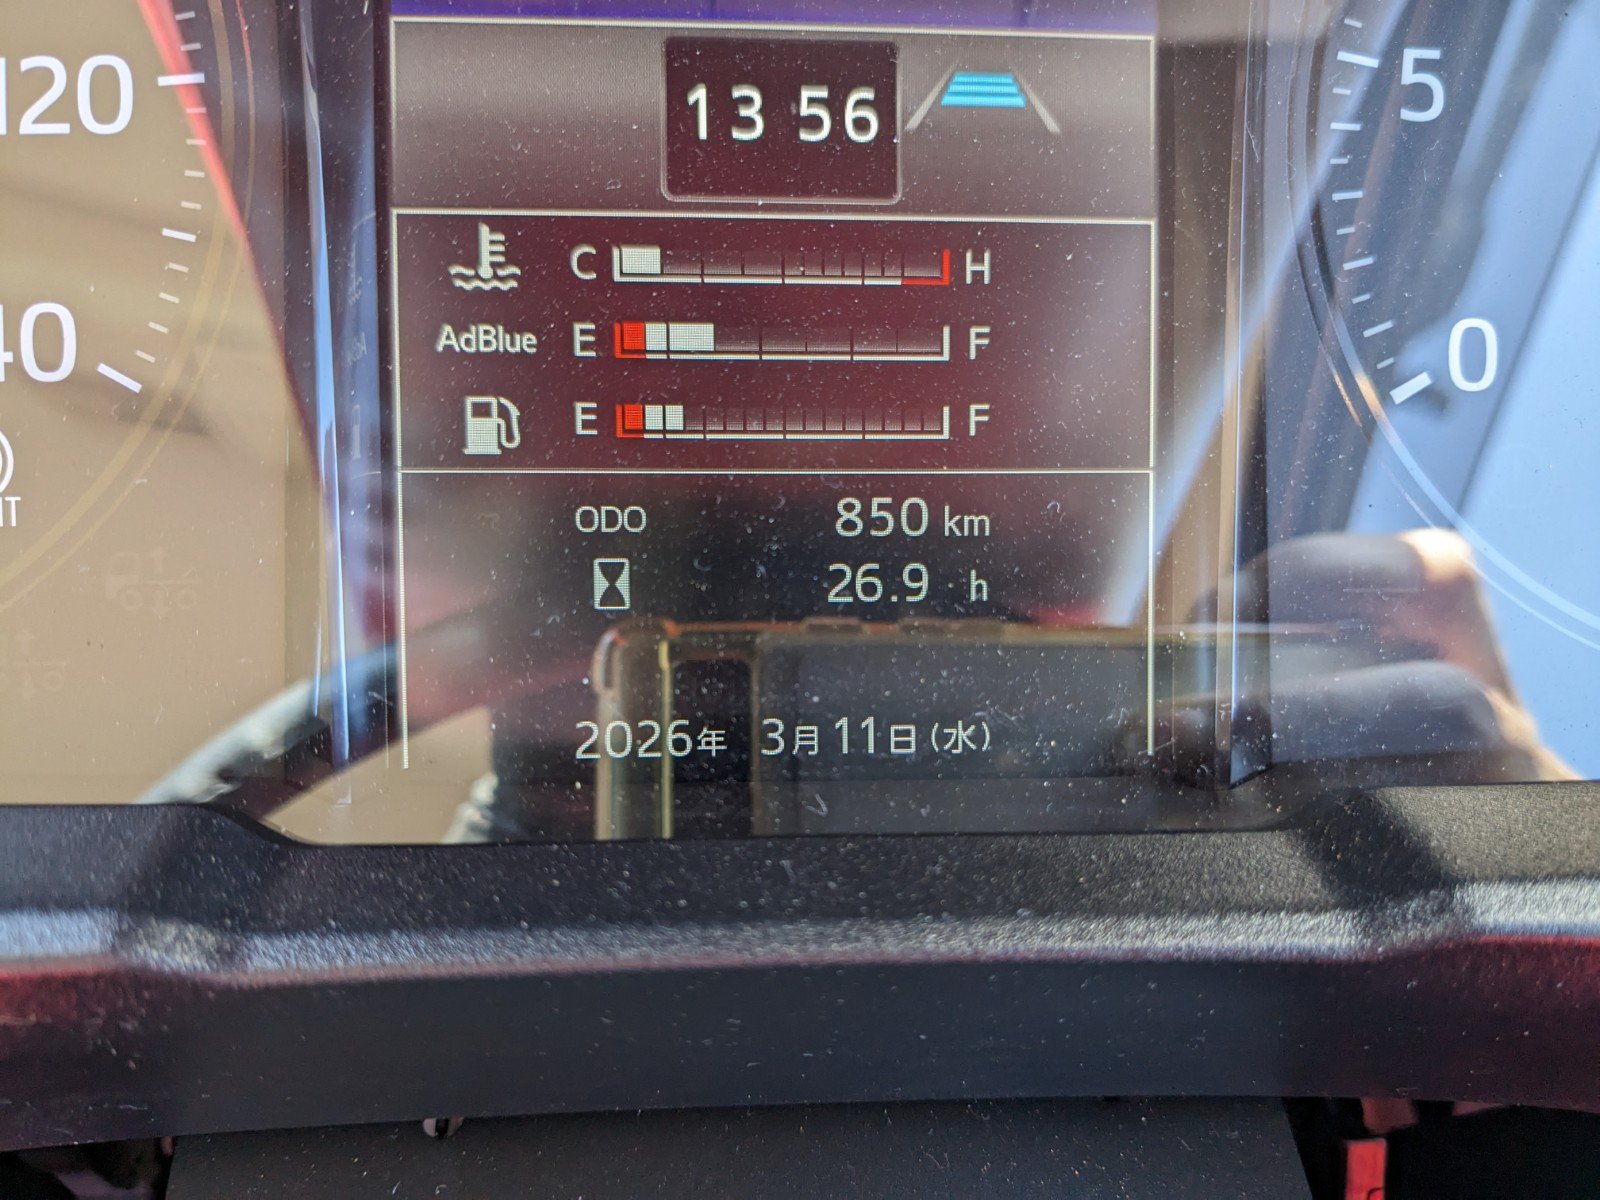 120
5
13 56
C H
40
AdBlue E F
0
E F
ODO 850 km
26.9 h
2026年 3月11日(水)